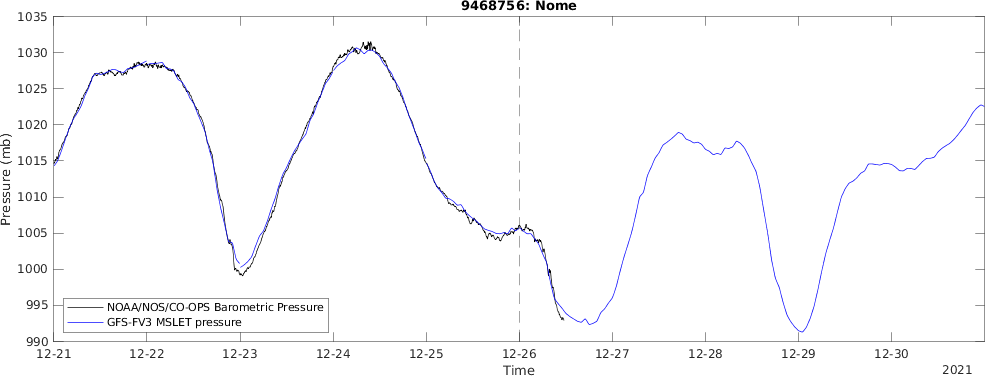 9468756: Nome
1035
1030
1025
1020
1015
1010
1005
1000
995
990
Pressure (mb)
NOAA/NOS/CO-OPS Barometric Pressure
GFS-FV3 MSLET pressure
12-21 12-22 12-23 12-24 12-25 12-26 12-27 12-28 12-29 12-30
Time
2021